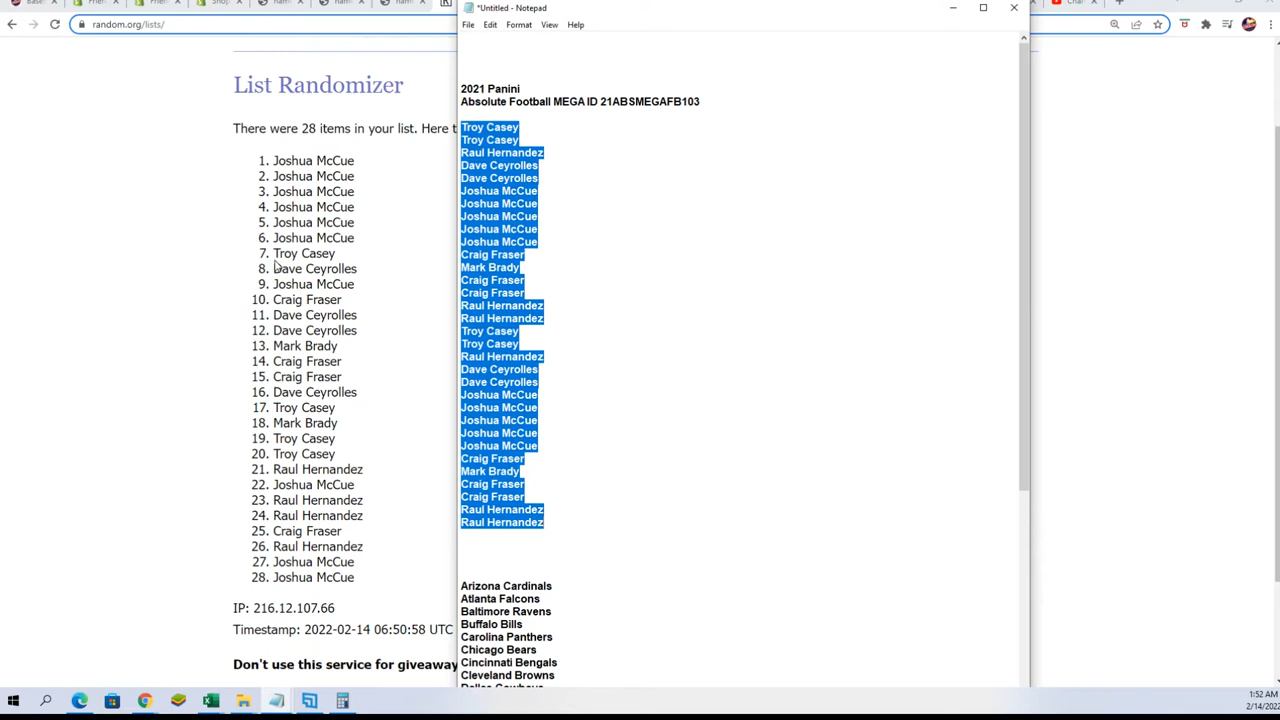 random.org/lists/
List Randomizer
There were 28 items in your list. Here t
1. Joshua McCue
2. Joshua McCue
3. Joshua McCue
4. Joshua McCue
5. Joshua McCue
6. Joshua McCue
7. Troy Casey
8. Dave Ceyrolles
9. Joshua McCue
10. Craig Fraser
11. Dave Ceyrolles
12. Dave Ceyrolles
13. Mark Brady
14. Craig Fraser
15. Craig Fraser
16. Dave Ceyrolles
17. Troy Casey
18. Mark Brady
19. Troy Casey
20. Troy Casey
21. Raul Hernandez
22. Joshua McCue
23. Raul Hernandez
24. Raul Hernandez
25. Craig Fraser
26. Raul Hernandez
27. Joshua McCue
28. Joshua McCue
IP: 216.12.107.66
Timestamp: 2022-02-14 06:50:58 UTC
Don't use this service for giveaway
*Untitled - Notepad
File Edit Format View Help
2021 Panini
Absolute Football MEGA ID 21ABSMEGAFB103
Troy Casey
Troy Casey
Raul Hernandez
Dave Ceyrolles
Dave Ceyrolles
Joshua McCue
Joshua McCue
Joshua McCue
Joshua McCue
Joshua McCue
Craig Fraser
Mark Brady
Craig Fraser
Craig Fraser
Raul Hernandez
Raul Hernandez
Troy Casey
Troy Casey
Raul Hernandez
Dave Ceyrolles
Dave Ceyrolles
Joshua McCue
Joshua McCue
Joshua McCue
Joshua McCue
Joshua McCue
Craig Fraser
Mark Brady
Craig Fraser
Craig Fraser
Raul Hernandez
Raul Hernandez
Arizona Cardinals
Atlanta Falcons
Baltimore Ravens
Buffalo Bills
Carolina Panthers
Chicago Bears
Cincinnati Bengals
Cleveland Browns
Dallas Cowboys
1:52 AM
2/14/2022